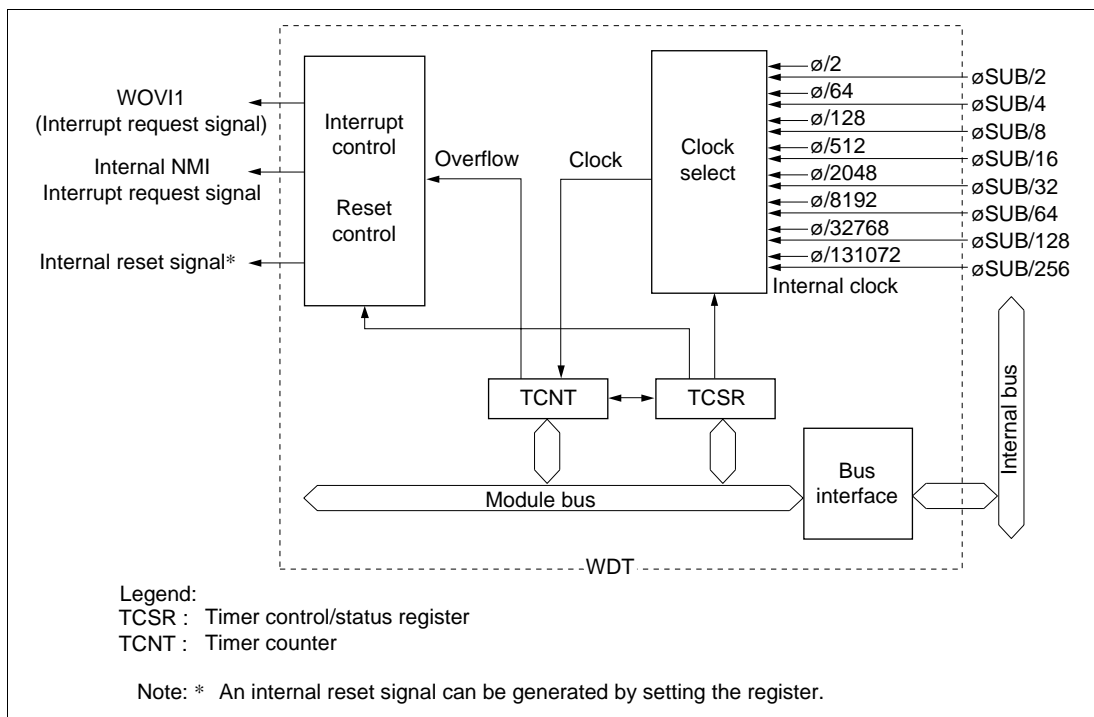 WOVI1
(Interrupt request signal)
Internal NMI
Interrupt request signal
Internal reset signal*
Interrupt
control
Reset
control
Overflow
Clock
Clock
select
ø/2
øSUB/2
ø/64
øSUB/4
ø/128
øSUB/8
ø/512
øSUB/16
ø/2048
øSUB/32
ø/8192
øSUB/64
ø/32768
øSUB/128
ø/131072
øSUB/256
Internal clock
TCNT
TCSR
Internal bus
Bus
interface
Module bus
WDT
Legend:
TCSR : Timer control/status register
TCNT : Timer counter
Note: * An internal reset signal can be generated by setting the register.